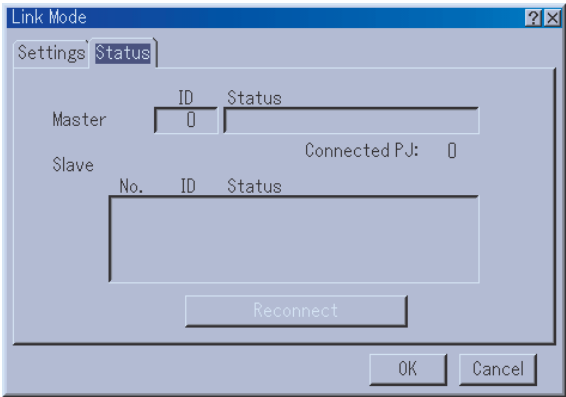 Link Mode ? ×
Settings Status
ID Status
Master 0
Connected PJ: 0
Slave
No. ID Status
Reconnect
OK Cancel